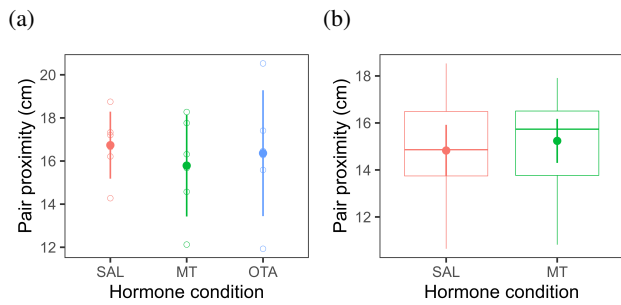 (a)
Pair proximity (cm)
20
18
16
14
12
SAL MT OTA
Hormone condition
(b)
Pair proximity (cm)
18
16
14
12
SAL MT
Hormone condition